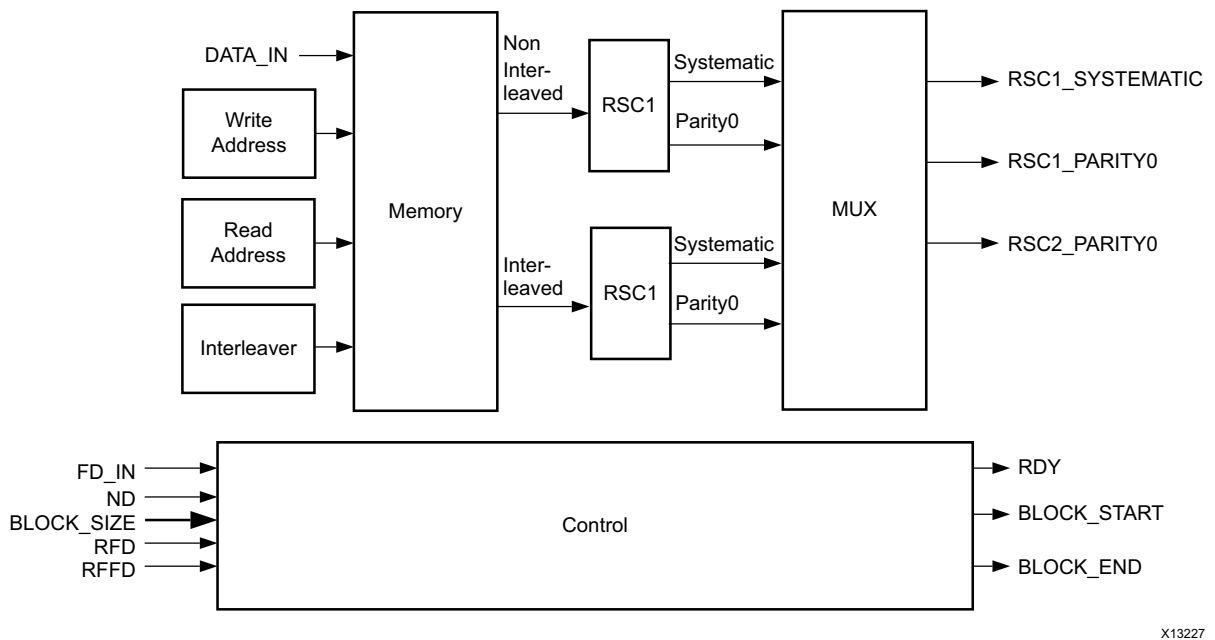 DATA_IN
Write
Address
Read
Address
Interleaver
Memory
Non
Inter-
leaved
Inter-
leaved
RSC1
RSC1
Systematic
Parity0
Systematic
Parity0
MUX
RSC1_SYSTEMATIC
RSC1_PARITY0
RSC2_PARITY0
FD_IN
ND
BLOCK_SIZE
RFD
RFFD
Control
RDY
BLOCK_START
BLOCK_END
X13227